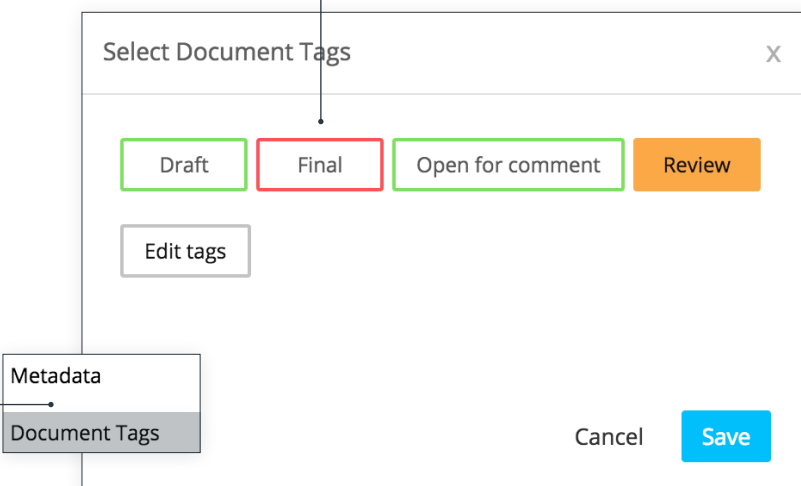 Select Document Tags X
Draft Final Open for comment Review
Edit tags
Metadata
Document Tags
Cancel Save